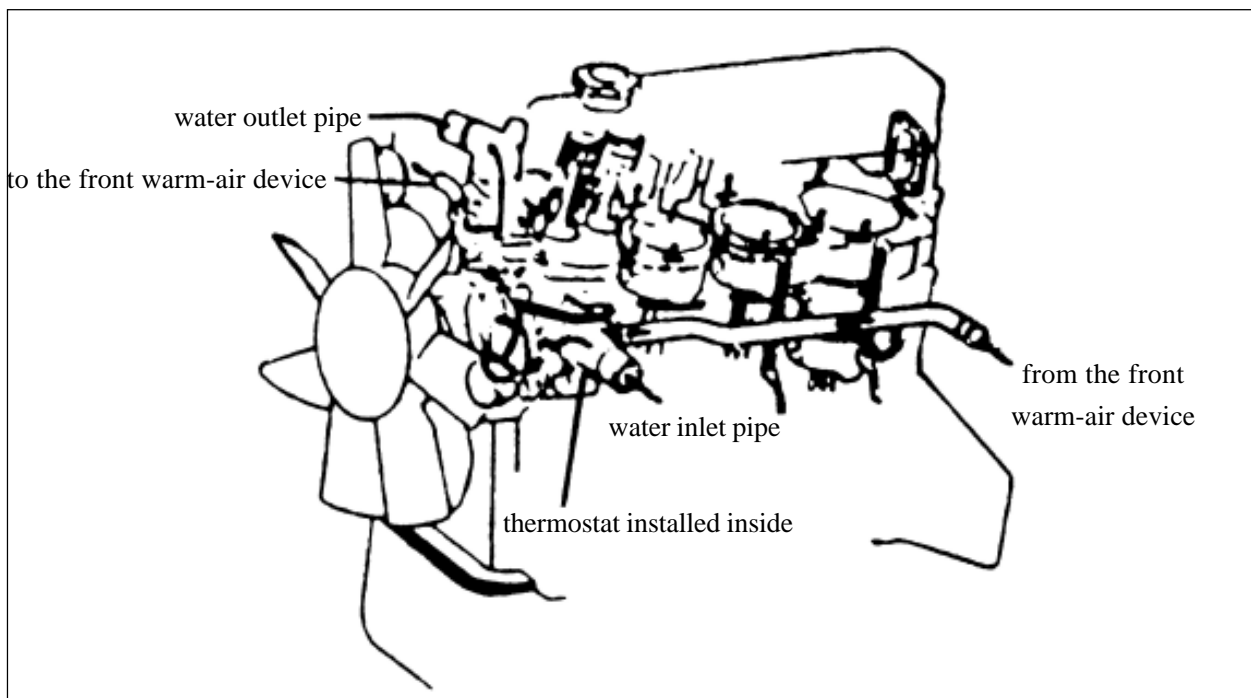 water outlet pipe
to the front warm-air device
from the front
warm-air device
water inlet pipe
thermostat installed inside